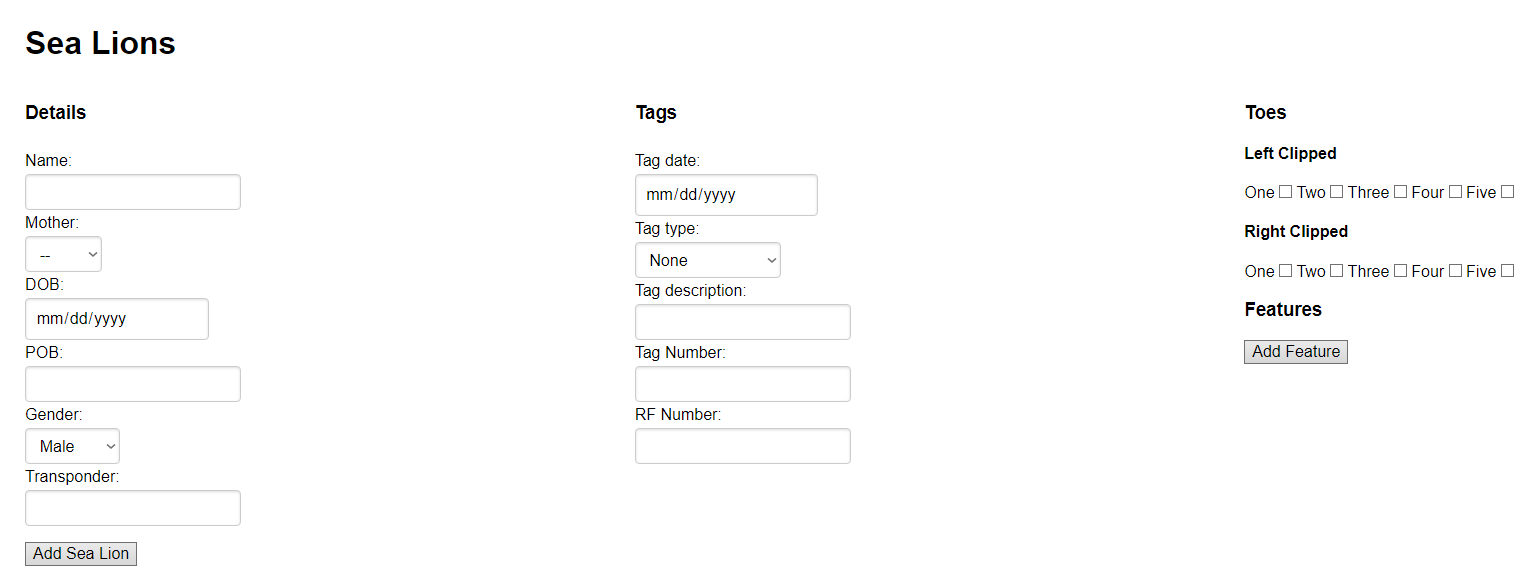 Sea Lions
Details
Name:
Mother:
--
DOB:
mm/dd/yyyy
POB:
Gender:
Male
Transponder:
Add Sea Lion
Tags
Tag date:
mm/dd/yyyy
Tag type:
None
Tag description:
Tag Number:
RF Number:
Toes
Left Clipped
One Two Three Four Five
Right Clipped
One Two Three Four Five
Features
Add Feature